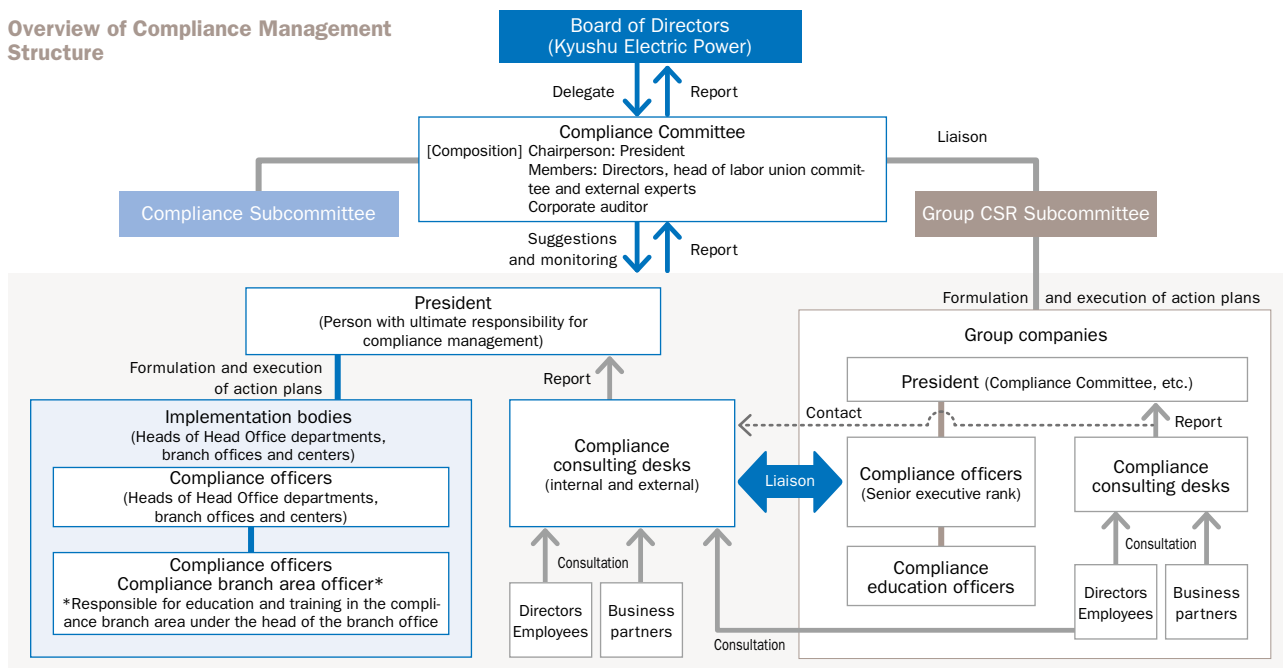 Overview of Compliance Management
Structure
Board of Directors
(Kyushu Electric Power)
Delegate
Report
Compliance Committee
[Composition] Chairperson: President
Members: Directors, head of labor union commit-
tee and external experts
Corporate auditor
Liaison
Compliance Subcommittee
Group CSR Subcommittee
Suggestions
and monitoring
Report
President
(Person with ultimate responsibility for
compliance management)
Formulation and execution
of action plans
Report
Implementation bodies
(Heads of Head Office departments,
branch offices and centers)
Compliance officers
(Heads of Head Office departments,
branch offices and centers)
Compliance officers
Compliance branch area officer*
*Responsible for education and training in the compli-
ance branch area under the head of the branch office
Compliance
consulting desks
(internal and external)
Consultation
Directors
Employees
Business
partners
Liaison
Contact
Formulation and execution of action plans
Group companies
President (Compliance Committee, etc.)
Report
Compliance officers
(Senior executive rank)
Compliance
education officers
Compliance
consulting desks
Consultation
Directors
Employees
Business
partners
Consultation